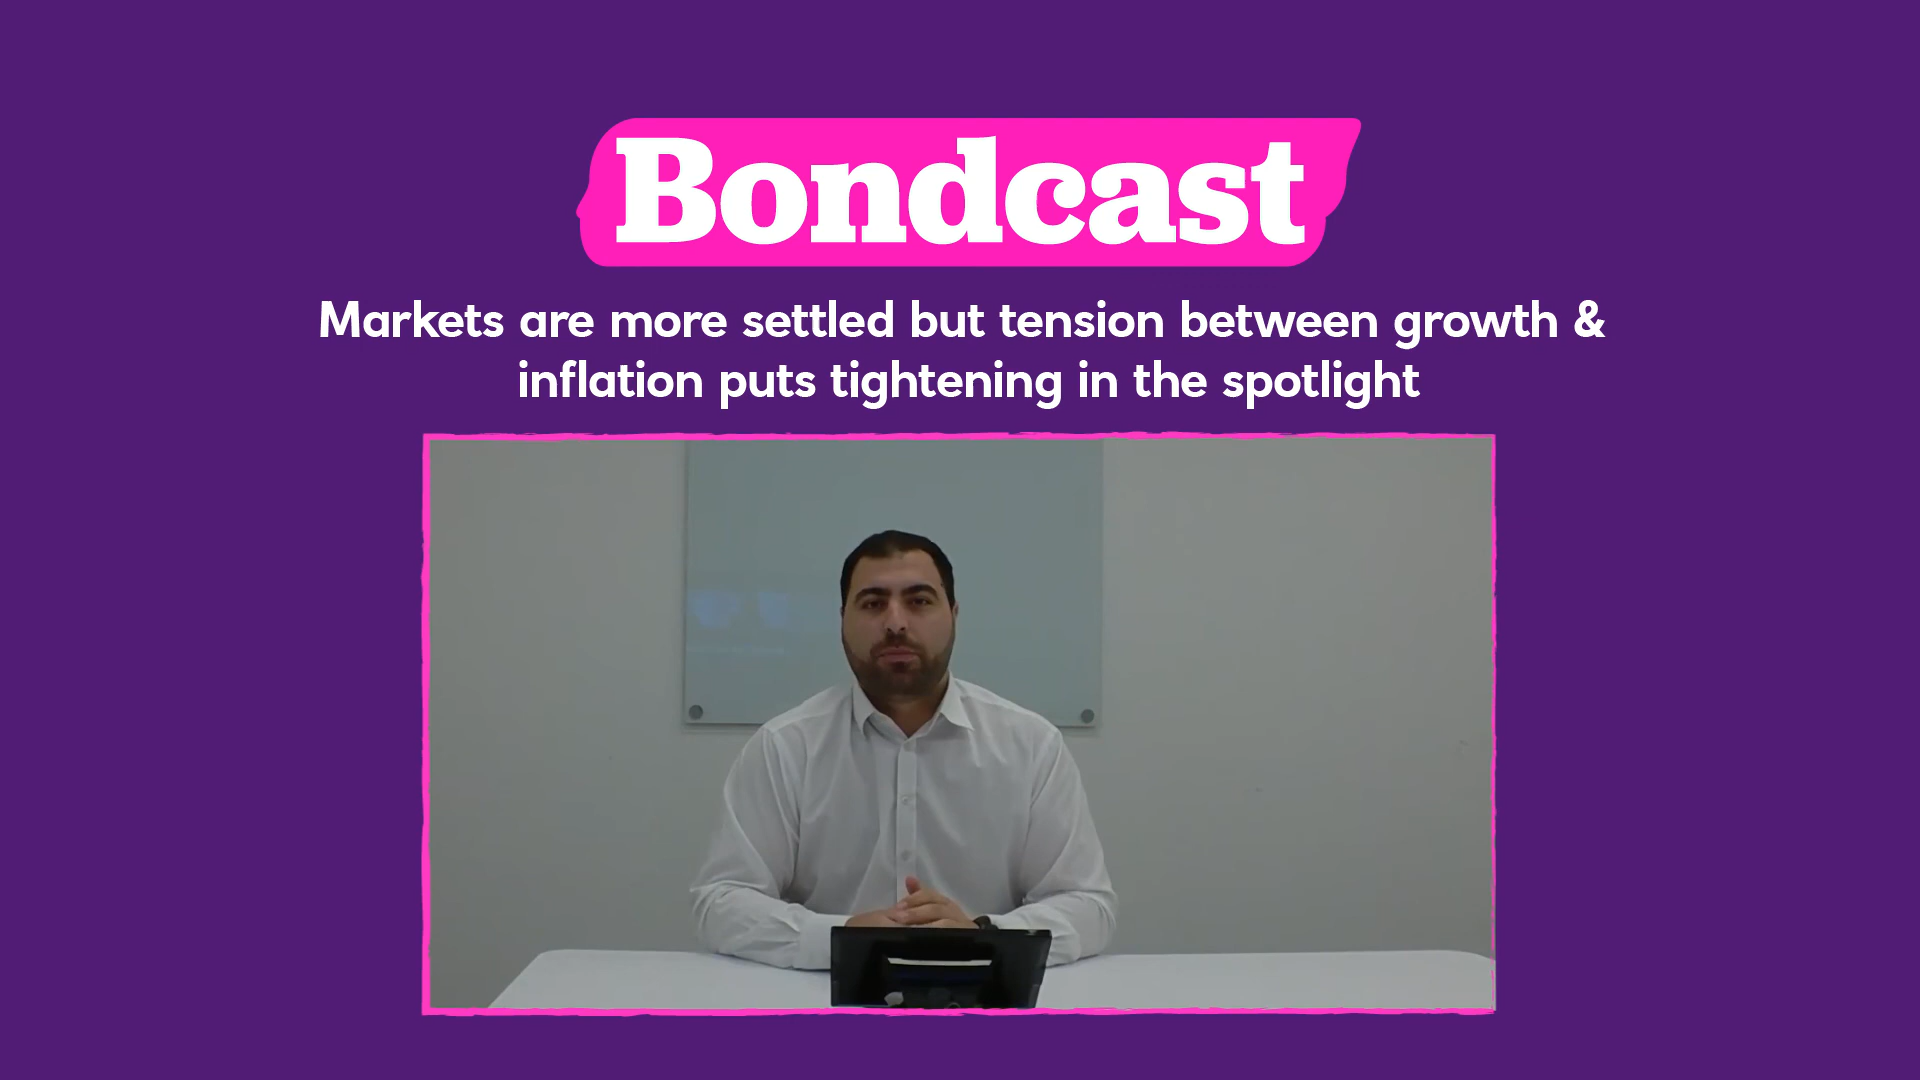 Bondcast
Markets are more settled but tension between growth &
inflation puts tightening in the spotlight